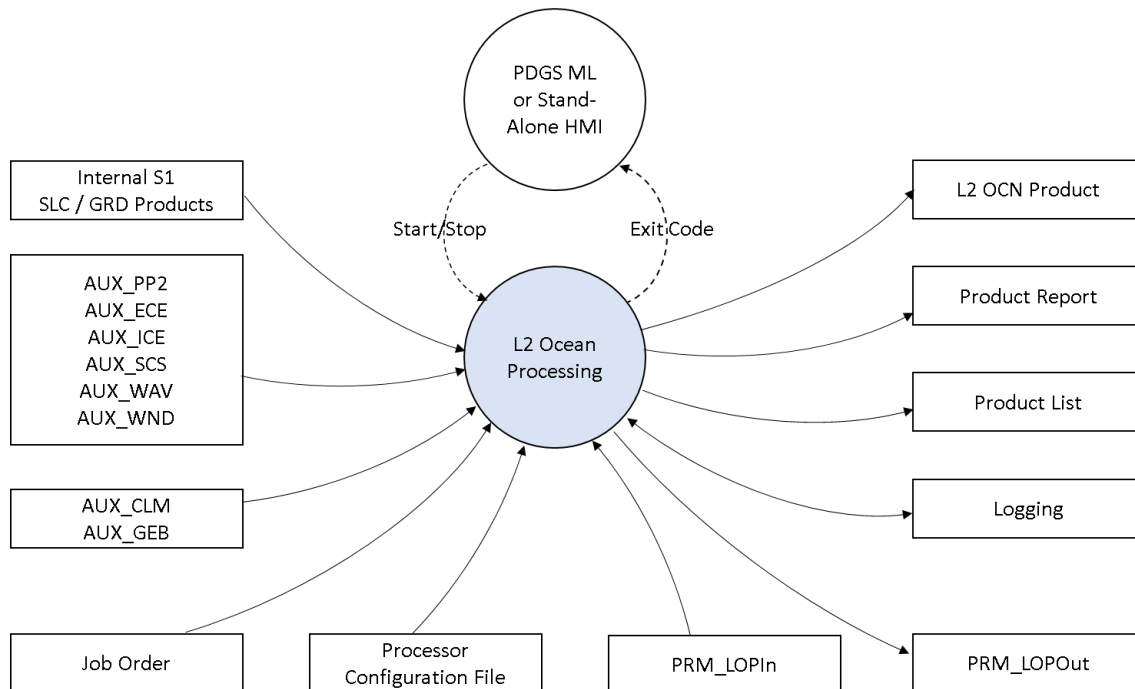 PDGS ML
or Stand-
Alone HMI
Internal S1
SLC / GRD Products
L2 OCN Product
Start/Stop
Exit Code
AUX_PP2
AUX_ECE
AUX_ICE
AUX_SCS
AUX_WAV
AUX_WND
Product Report
L2 Ocean
Processing
Product List
AUX_CLM
AUX_GEB
Logging
Job Order
Processor
Configuration File
PRM_LOPIn
PRM_LOPOut